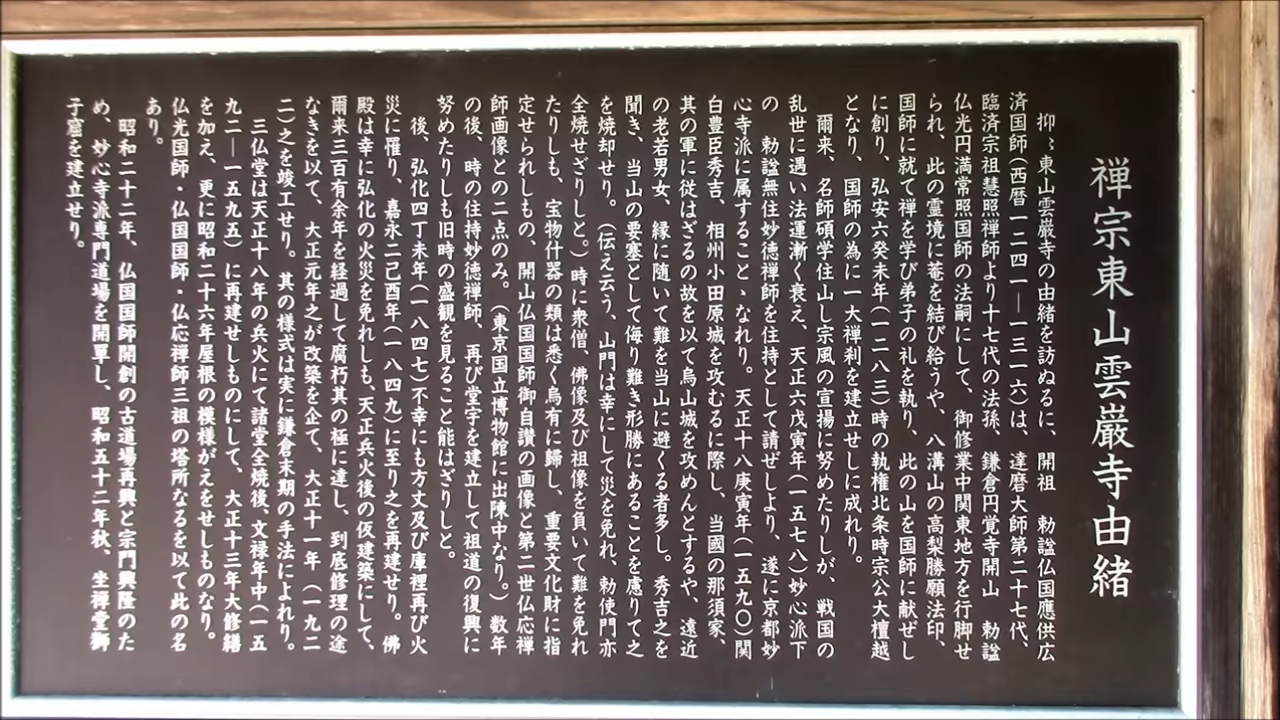 禅宗東山雲巌寺由緒
抑〻東山雲巌寺の由緒を訪ぬるに、開祖 勅諡仏国應供広
済国師(西暦一二四一―一三一六)は、達磨大師第二十七代、
臨済宗祖慧照禅師より十七代の法孫、鎌倉円覚寺開山 勅諡
仏光円満常照国師の法嗣にして、御修業中関東地方を行脚せ
られ、此の霊境に菴を結び給うや、八溝山の高梨勝願法印、
国師に就て禅を学び弟子の礼を執り、此の山を国師に献ぜし
に創り、弘安六癸未年(一二八三)時の執権北条時宗公大檀越
となり、国師の為に一大禅刹を建立せしに成れり。
爾来、名師碩学住山し宗風の宣揚に努めたりしが、戦国の
乱世に遇い法運漸く衰え、天正六戊寅年(一五七八)妙心派下
の 勅諡無住妙徳禅師を住持として請ぜしより、遂に京都妙
心寺派に属することゝなれり。天正十八庚寅年(一五九〇)関
白豊臣秀吉、相州小田原城を攻むるに際し、当國の那須家、
其の軍に従はざるの故を以て烏山城を攻めんとするや、遠近
の老若男女、縁に随いて難を当山に避くる者多し。秀吉之を
聞き、当山の要塞として侮り難き形勝にあることを慮りて之
を焼却せり。(伝え云う、山門は幸にして災を免れ、勅使門亦
全焼せざりしと。)時に衆僧、佛像及び祖像を負いて難を免れ
たりしも、宝物什器の類は悉く烏有に歸し、重要文化財に指
定せられしもの、開山仏国国師御自讃の画像と第二世仏応禅
師画像との二点のみ。(東京国立博物館に出陳中なり。)数年
の後、時の住持妙徳禅師、再び堂宇を建立して祖道の復興に
努めたりしも旧時の盛観を見ること能はざりしと。
後、弘化四丁未年(一八四七)不幸にも方丈及び庫裡再び火
災に罹り、嘉永二己酉年(一八四九)に至り之を再建せり。佛
殿は幸に弘化の火災を免れしも、天正兵火後の仮建築にして、
爾来三百有余年を経過して腐朽其の極に達し、到底修理の途
なきを以て、大正元年之が改築を企て、大正十一年(一九二
二)之を竣工せり。其の様式は実に鎌倉末期の手法によれり。
三仏堂は天正十八年の兵火にて諸堂全焼後、文禄年中(一五
九二―一五九五)に再建せしものにして、大正十三年大修繕
を加え、更に昭和二十六年屋根の模様がえをせしものなり。
仏光国師・仏国国師・仏応禅師三祖の塔所なるを以て此の名
あり。
昭和二十二年、仏国国師開創の古道場再興と宗門興隆のた
め、妙心寺派専門道場を開單し、昭和五十二年秋、坐禅堂獅
子窟を建立せり。